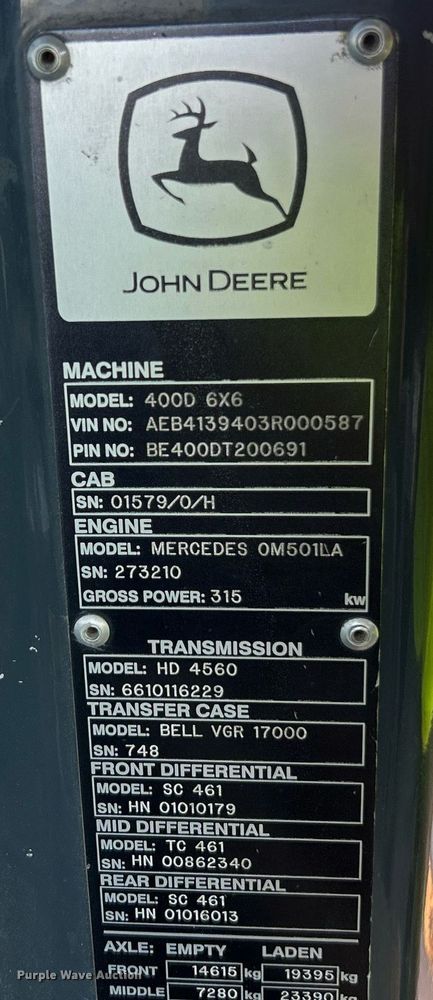 JOHN DEERE
MACHINE
MODEL: 400D 6X6
VIN NO: AEB4139403R000587
PIN NO: BE400DT200691
CAB
SN: 01579/0/H
ENGINE
MODEL: MERCEDES OM501LA
SN: 273210
GROSS POWER: 315 kw
TRANSMISSION
MODEL: HD 4560
SN: 6610116229
TRANSFER CASE
MODEL: BELL VGR 17000
SN: 748
FRONT DIFFERENTIAL
MODEL: SC 461
SN: HN 01010179
MID DIFFERENTIAL
MODEL: TC 461
SN: HN 00862340
REAR DIFFERENTIAL
MODEL: SC 461
SN: HN 01016013
AXLE: EMPTY LADEN
FRONT 14615 kg 19395 kg
MIDDLE 7280 kg 23390 kg
Purple Wave Auction